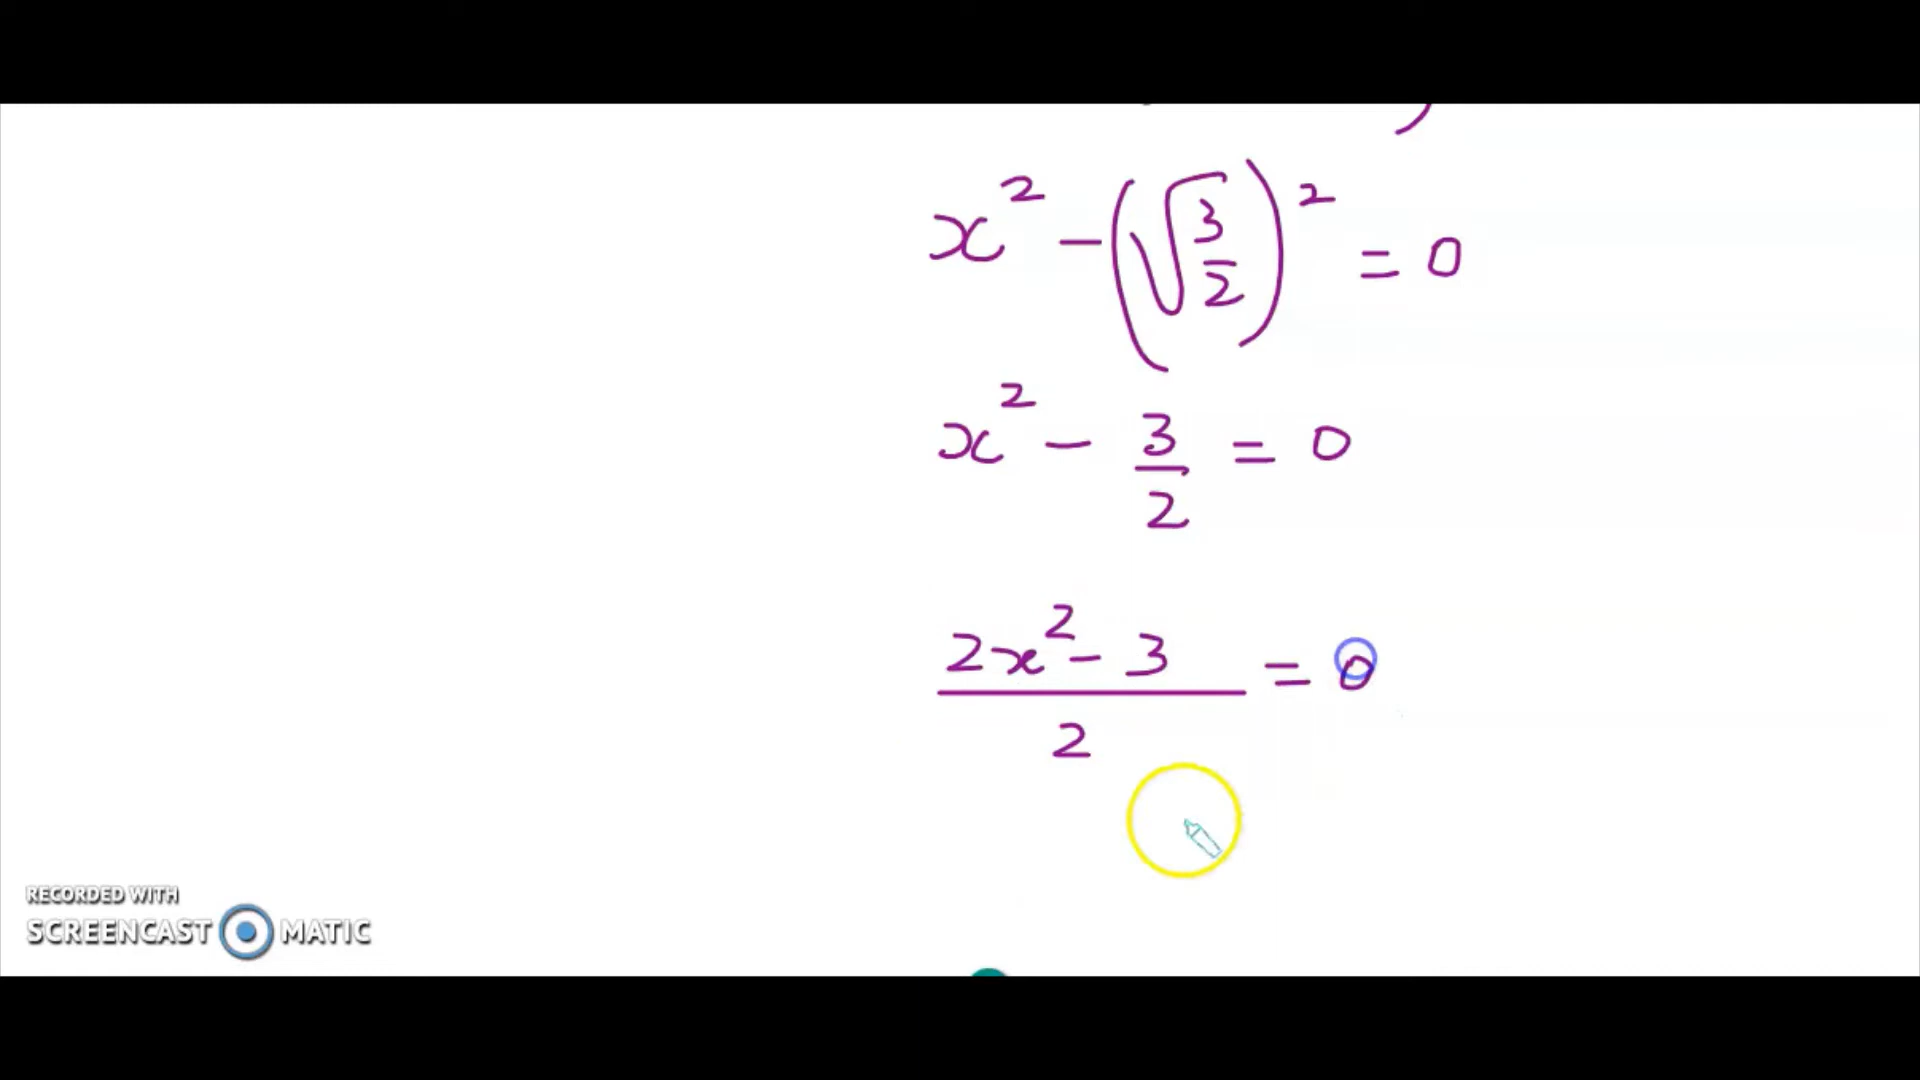 x² - (√3/2)² = 0
x² - 3/2 = 0
2x² - 3 / 2 = 0
RECORDED WITH
SCREENCAST MATIC